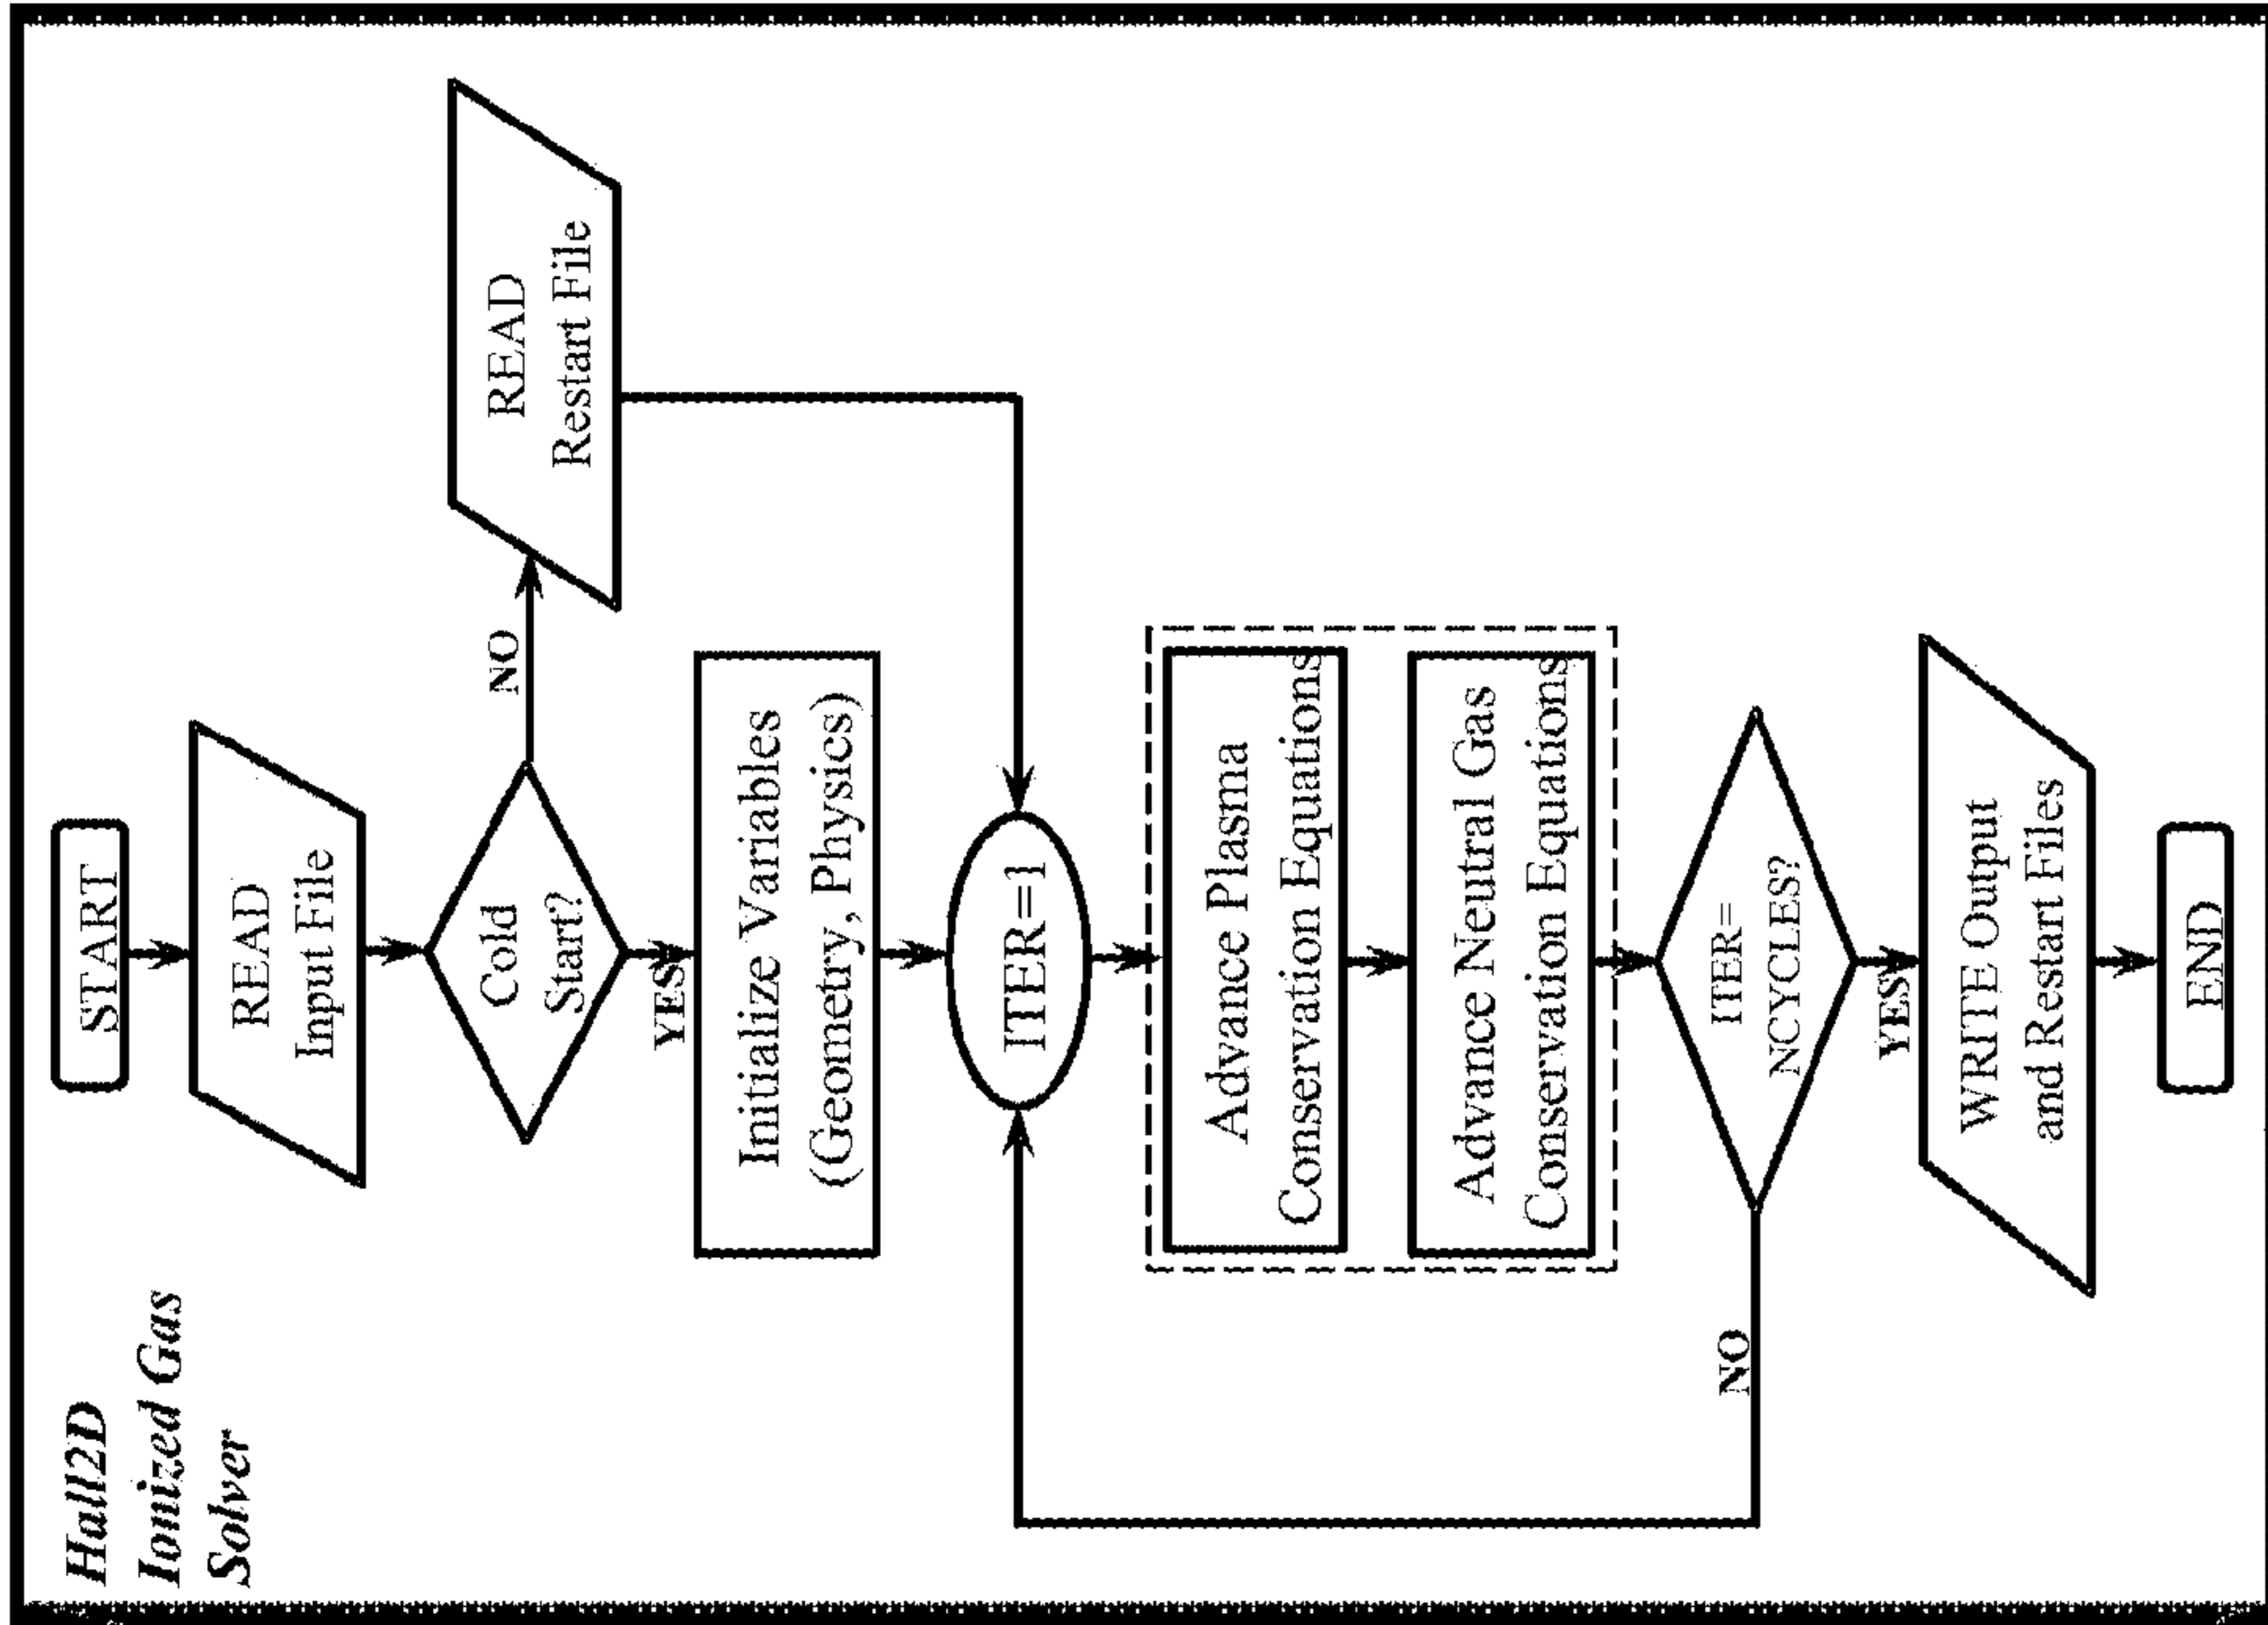 Hall2D
Ionized Gas
Solver
START
READ
Input File
Cold
Start?
NO
READ
Restart File
YES
Initialize Variables
(Geometry, Physics)
ITER=1
Advance Plasma
Conservation Equations
Advance Neutral Gas
Conservation Equations
ITER=
NCYCLES?
NO
YES
WRITE Output
and Restart Files
END